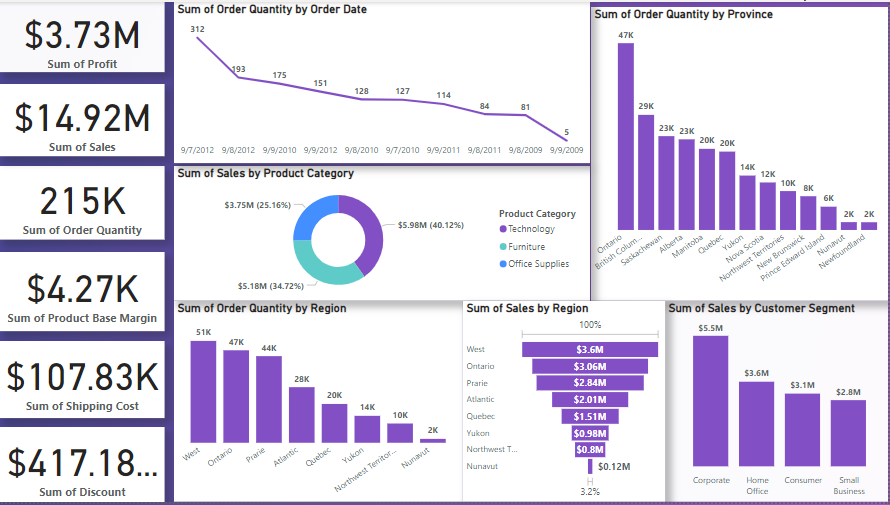 $3.73M
Sum of Profit
$14.92M
Sum of Sales
215K
Sum of Order Quantity
$4.27K
Sum of Product Base Margin
$107.83K
Sum of Shipping Cost
$417.18...
Sum of Discount
Sum of Order Quantity by Order Date
312
193
175
151
128
127
114
84
81
5
9/7/2012 9/8/2012 9/9/2010 9/9/2012 9/8/2010 9/7/2010 9/9/2011 9/8/2011 9/8/2009 9/9/2009
Sum of Order Quantity by Province
47K
29K
23K
23K
20K
20K
14K
12K
10K
8K
6K
2K
2K
Ontario
British Colum...
Saskachewan
Alberta
Manitoba
Quebec
Yukon
Nova Scotia
Northwest Territories
New Brunswick
Prince Edward Island
Nunavut
Newfoundland
Sum of Sales by Product Category
$3.75M (25.16%)
$5.98M (40.12%)
$5.18M (34.72%)
Product Category
Technology
Furniture
Office Supplies
Sum of Order Quantity by Region
51K
47K
44K
28K
20K
14K
10K
2K
West
Ontario
Prarie
Atlantic
Quebec
Yukon
Northwest Territor...
Nunavut
Sum of Sales by Region
100%
West $3.6M
Ontario $3.06M
Prarie $2.84M
Atlantic $2.01M
Quebec $1.51M
Yukon $0.98M
Northwest T... $0.8M
Nunavut $0.12M
3.2%
Sum of Sales by Customer Segment
$5.5M
$3.6M
$3.1M
$2.8M
Corporate
Home
Office
Consumer
Small
Business